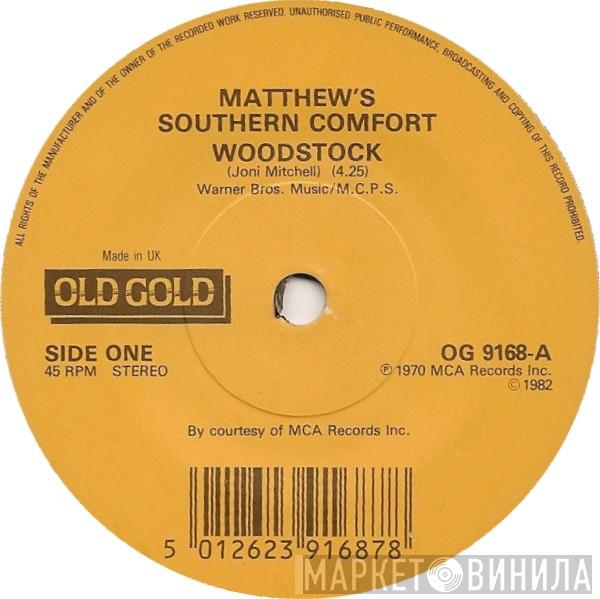 ALL RIGHTS OF THE MANUFACTURER AND OF THE OWNER OF THE RECORDED WORK RESERVED. UNAUTHORISED PUBLIC PERFORMANCE, BROADCASTING AND COPYING OF THIS RECORD PROHIBITED.
MATTHEW'S
SOUTHERN COMFORT
WOODSTOCK
(Joni Mitchell) (4.25)
Warner Bros. Music/M.C.P.S.
Made in UK
OLD GOLD
SIDE ONE
45 RPM STEREO
OG 9168-A
Ⓟ 1970 MCA Records Inc.
© 1982
By courtesy of MCA Records Inc.
5 012623 916878
МАРКЕТ ВИНИЛА